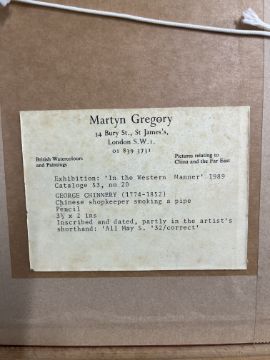 Martyn Gregory
34 Bury St., St James's,
London S.W.1.
01 839 3731
British Watercolours
and Paintings
Pictures relating to
China and the Far East
Exhibition: 'In the Western Manner' 1989
Catalogue 53, no 20
GEORGE CHINNERY (1774-1852)
Chinese shopkeeper smoking a pipe
Pencil
3½ x 2 ins
Inscribed and dated, partly in the artist's
shorthand: 'All May 5. '32/correct'